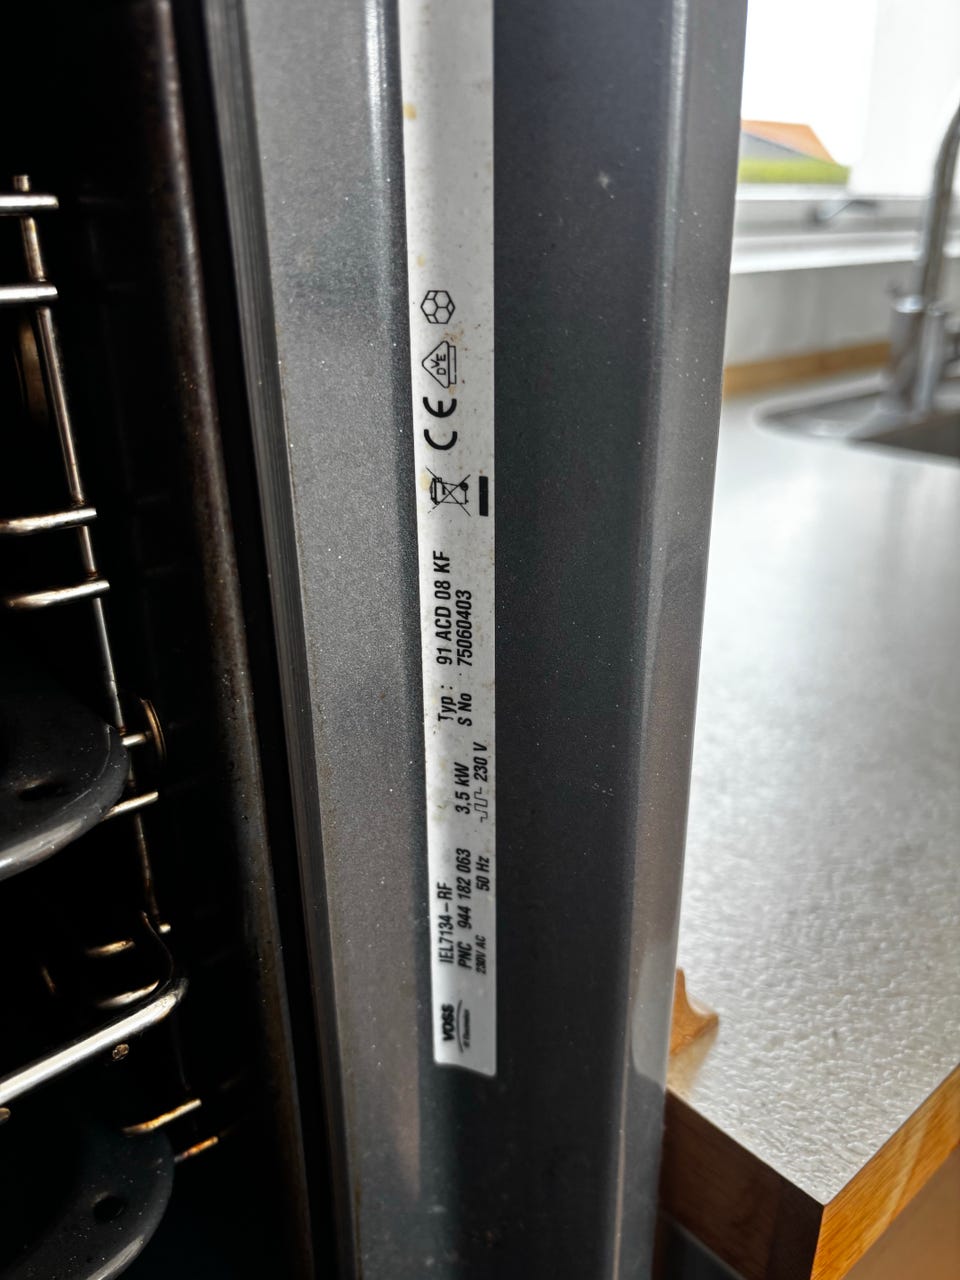 VOSS
IEL7134-RF
PNC 944 182 063
230V AC 50 Hz
3,5 kW
230 V
Typ : 91 ACD 08 KF
S No 75060403
CE
DVE